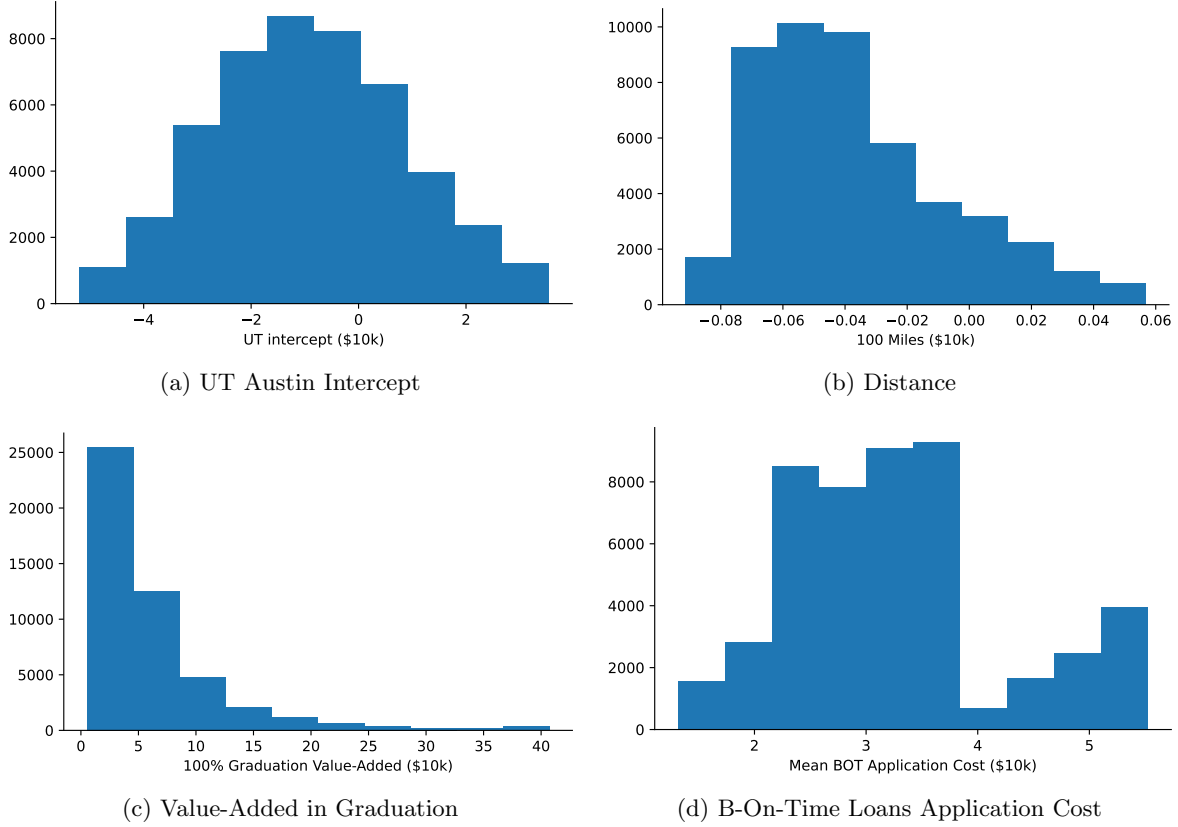 8000
6000
4000
2000
0
−4 −2 0 2
UT intercept ($10k)
(a) UT Austin Intercept
10000
8000
6000
4000
2000
0
−0.08 −0.06 −0.04 −0.02 0.00 0.02 0.04 0.06
100 Miles ($10k)
(b) Distance
25000
20000
15000
10000
5000
0
0 5 10 15 20 25 30 35 40
100% Graduation Value-Added ($10k)
(c) Value-Added in Graduation
8000
6000
4000
2000
0
2 3 4 5
Mean BOT Application Cost ($10k)
(d) B-On-Time Loans Application Cost